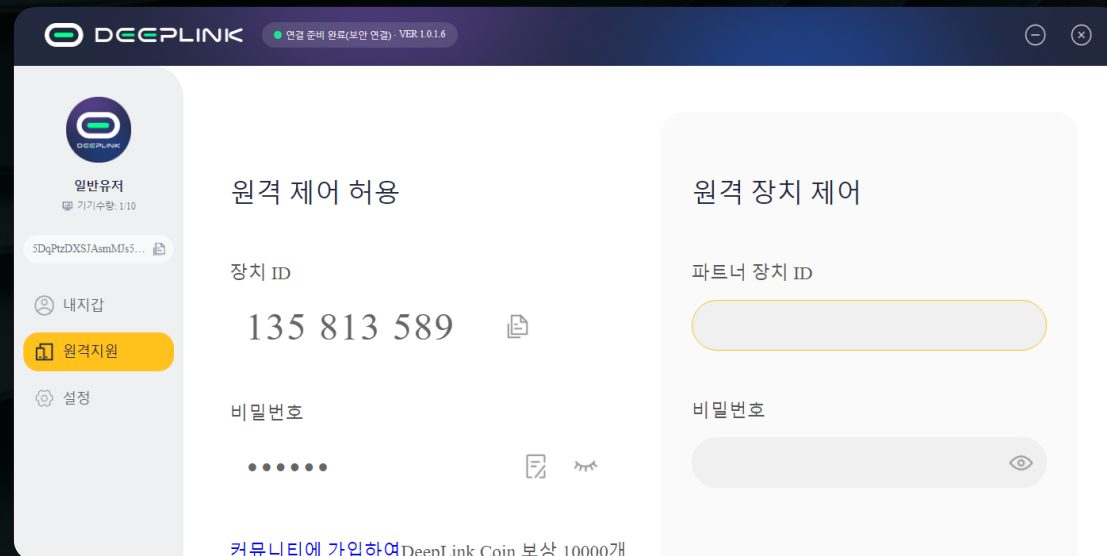 DEEPLINK
연결 준비 완료(보안 연결) · VER 1.0.1.6
DEEPLINK
일반유저
기기수량: 1/10
5DqPtzDXSJAsmMJs5...
내지갑
원격지원
설정
원격 제어 허용
장치 ID
135 813 589
비밀번호
••••••
커뮤니티에 가입하여DeepLink Coin 보상 10000개
원격 장치 제어
파트너 장치 ID
비밀번호